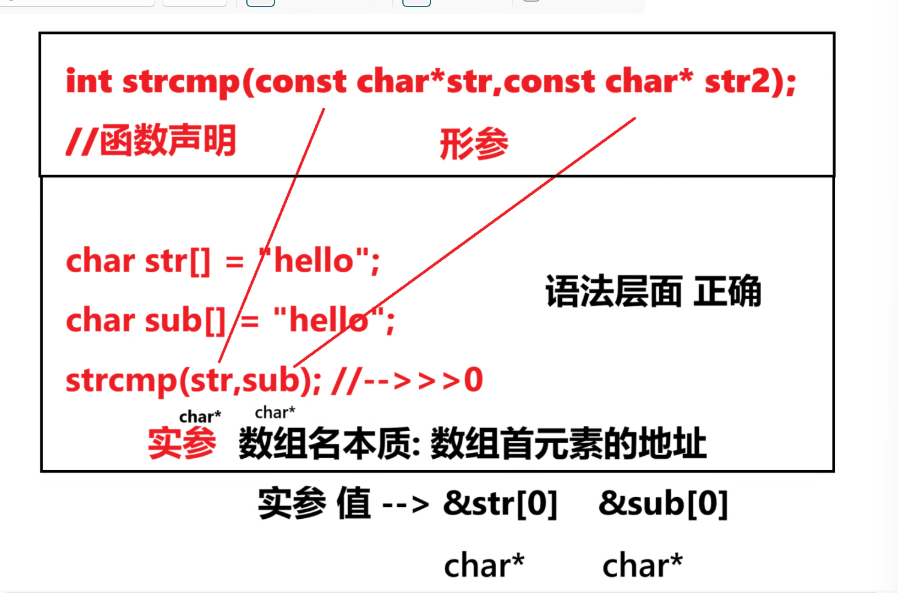 int strcmp(const char*str,const char* str2);
//函数声明 形参
char str[] = "hello";
char sub[] = "hello";
语法层面 正确
strcmp(str,sub); //-->>>0
char* char*
实参 数组名本质: 数组首元素的地址
实参 值 --> &str[0] &sub[0]
char* char*